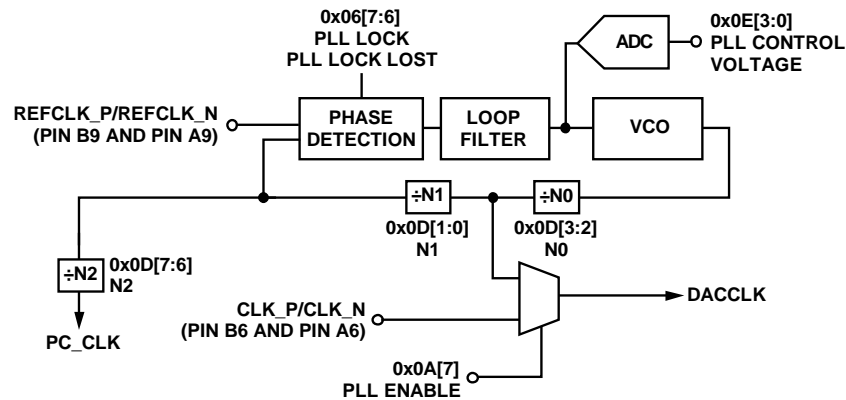 0x06[7:6]
PLL LOCK
PLL LOCK LOST
ADC
0x0E[3:0]
PLL CONTROL
VOLTAGE
REFCLK_P/REFCLK_N
(PIN B9 AND PIN A9)
PHASE
DETECTION
LOOP
FILTER
VCO
÷N1
÷N0
0x0D[1:0]
N1
0x0D[3:2]
N0
÷N2
0x0D[7:6]
N2
PC_CLK
DACCLK
CLK_P/CLK_N
(PIN B6 AND PIN A6)
0x0A[7]
PLL ENABLE